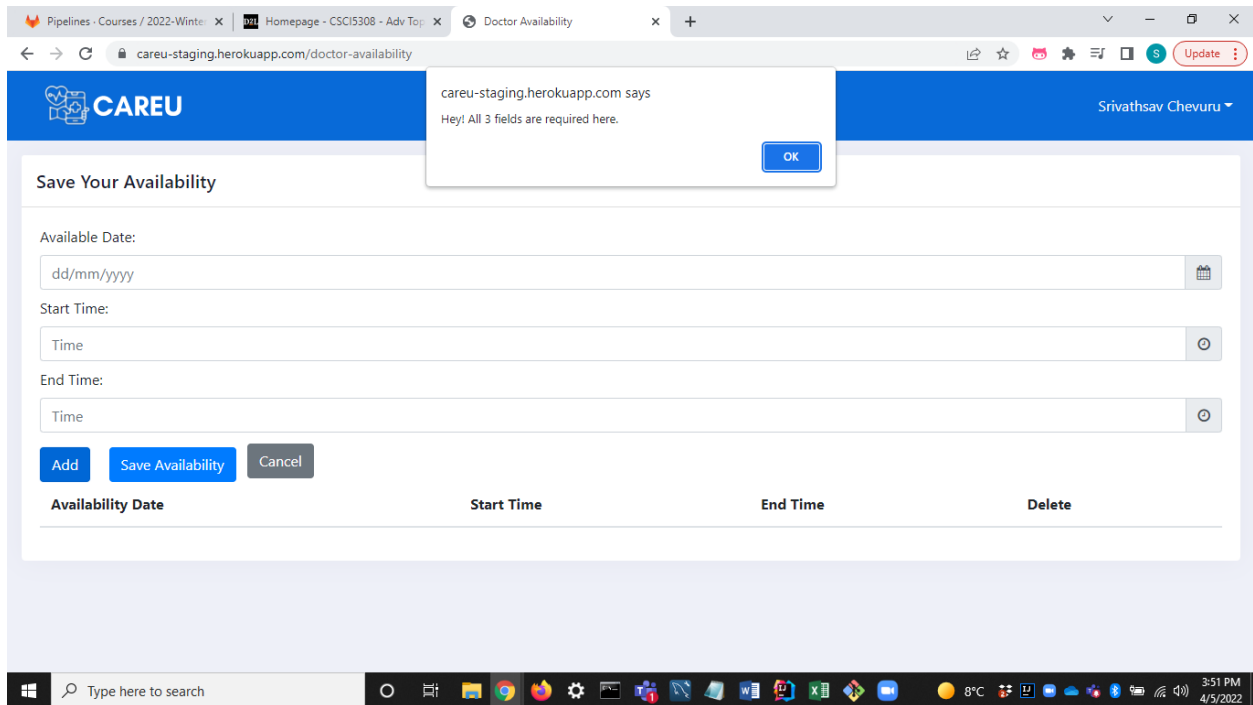 Pipelines · Courses / 2022-Winter
DZL Homepage - CSCI5308 - Adv Top
Doctor Availability
careu-staging.herokuapp.com/doctor-availability
S
Update
CAREU
Srivathsav Chevuru
careu-staging.herokuapp.com says
Hey! All 3 fields are required here.
OK
Save Your Availability
Available Date:
dd/mm/yyyy
Start Time:
Time
End Time:
Time
Add Save Availability Cancel
Availability Date Start Time End Time Delete
Type here to search
8°C
3:51 PM
4/5/2022